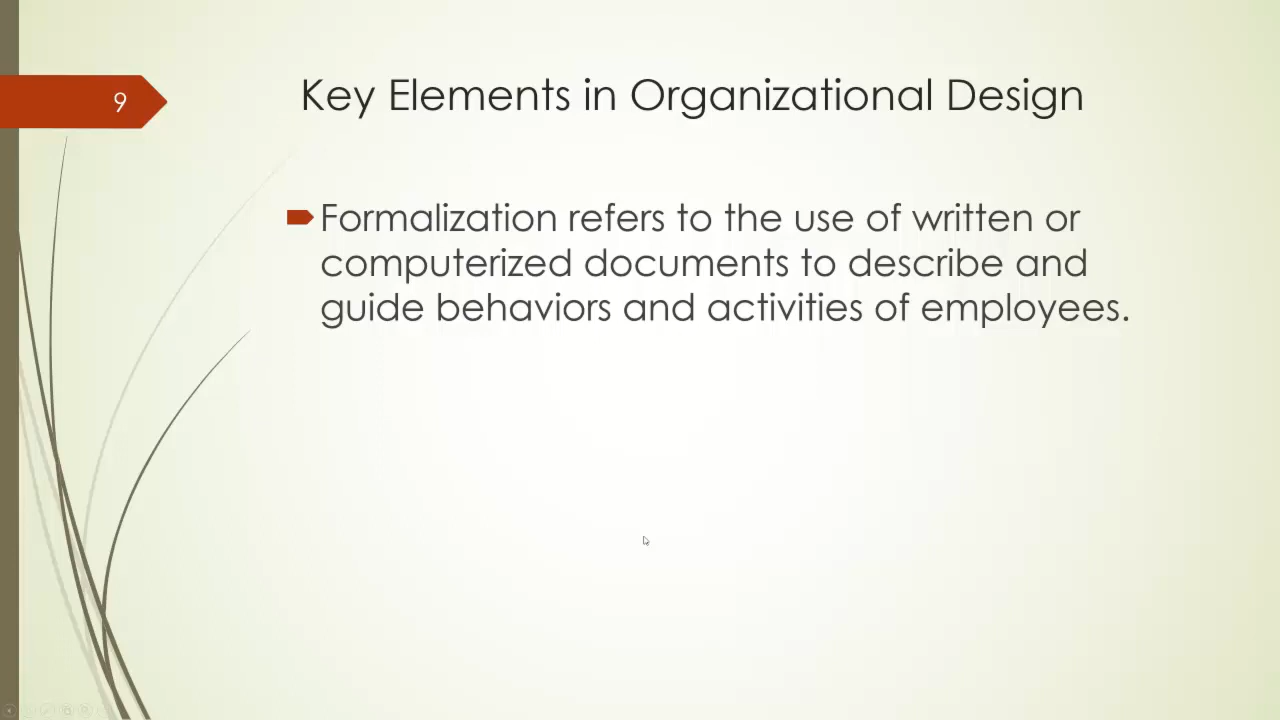 9
Key Elements in Organizational Design
Formalization refers to the use of written or
computerized documents to describe and
guide behaviors and activities of employees.